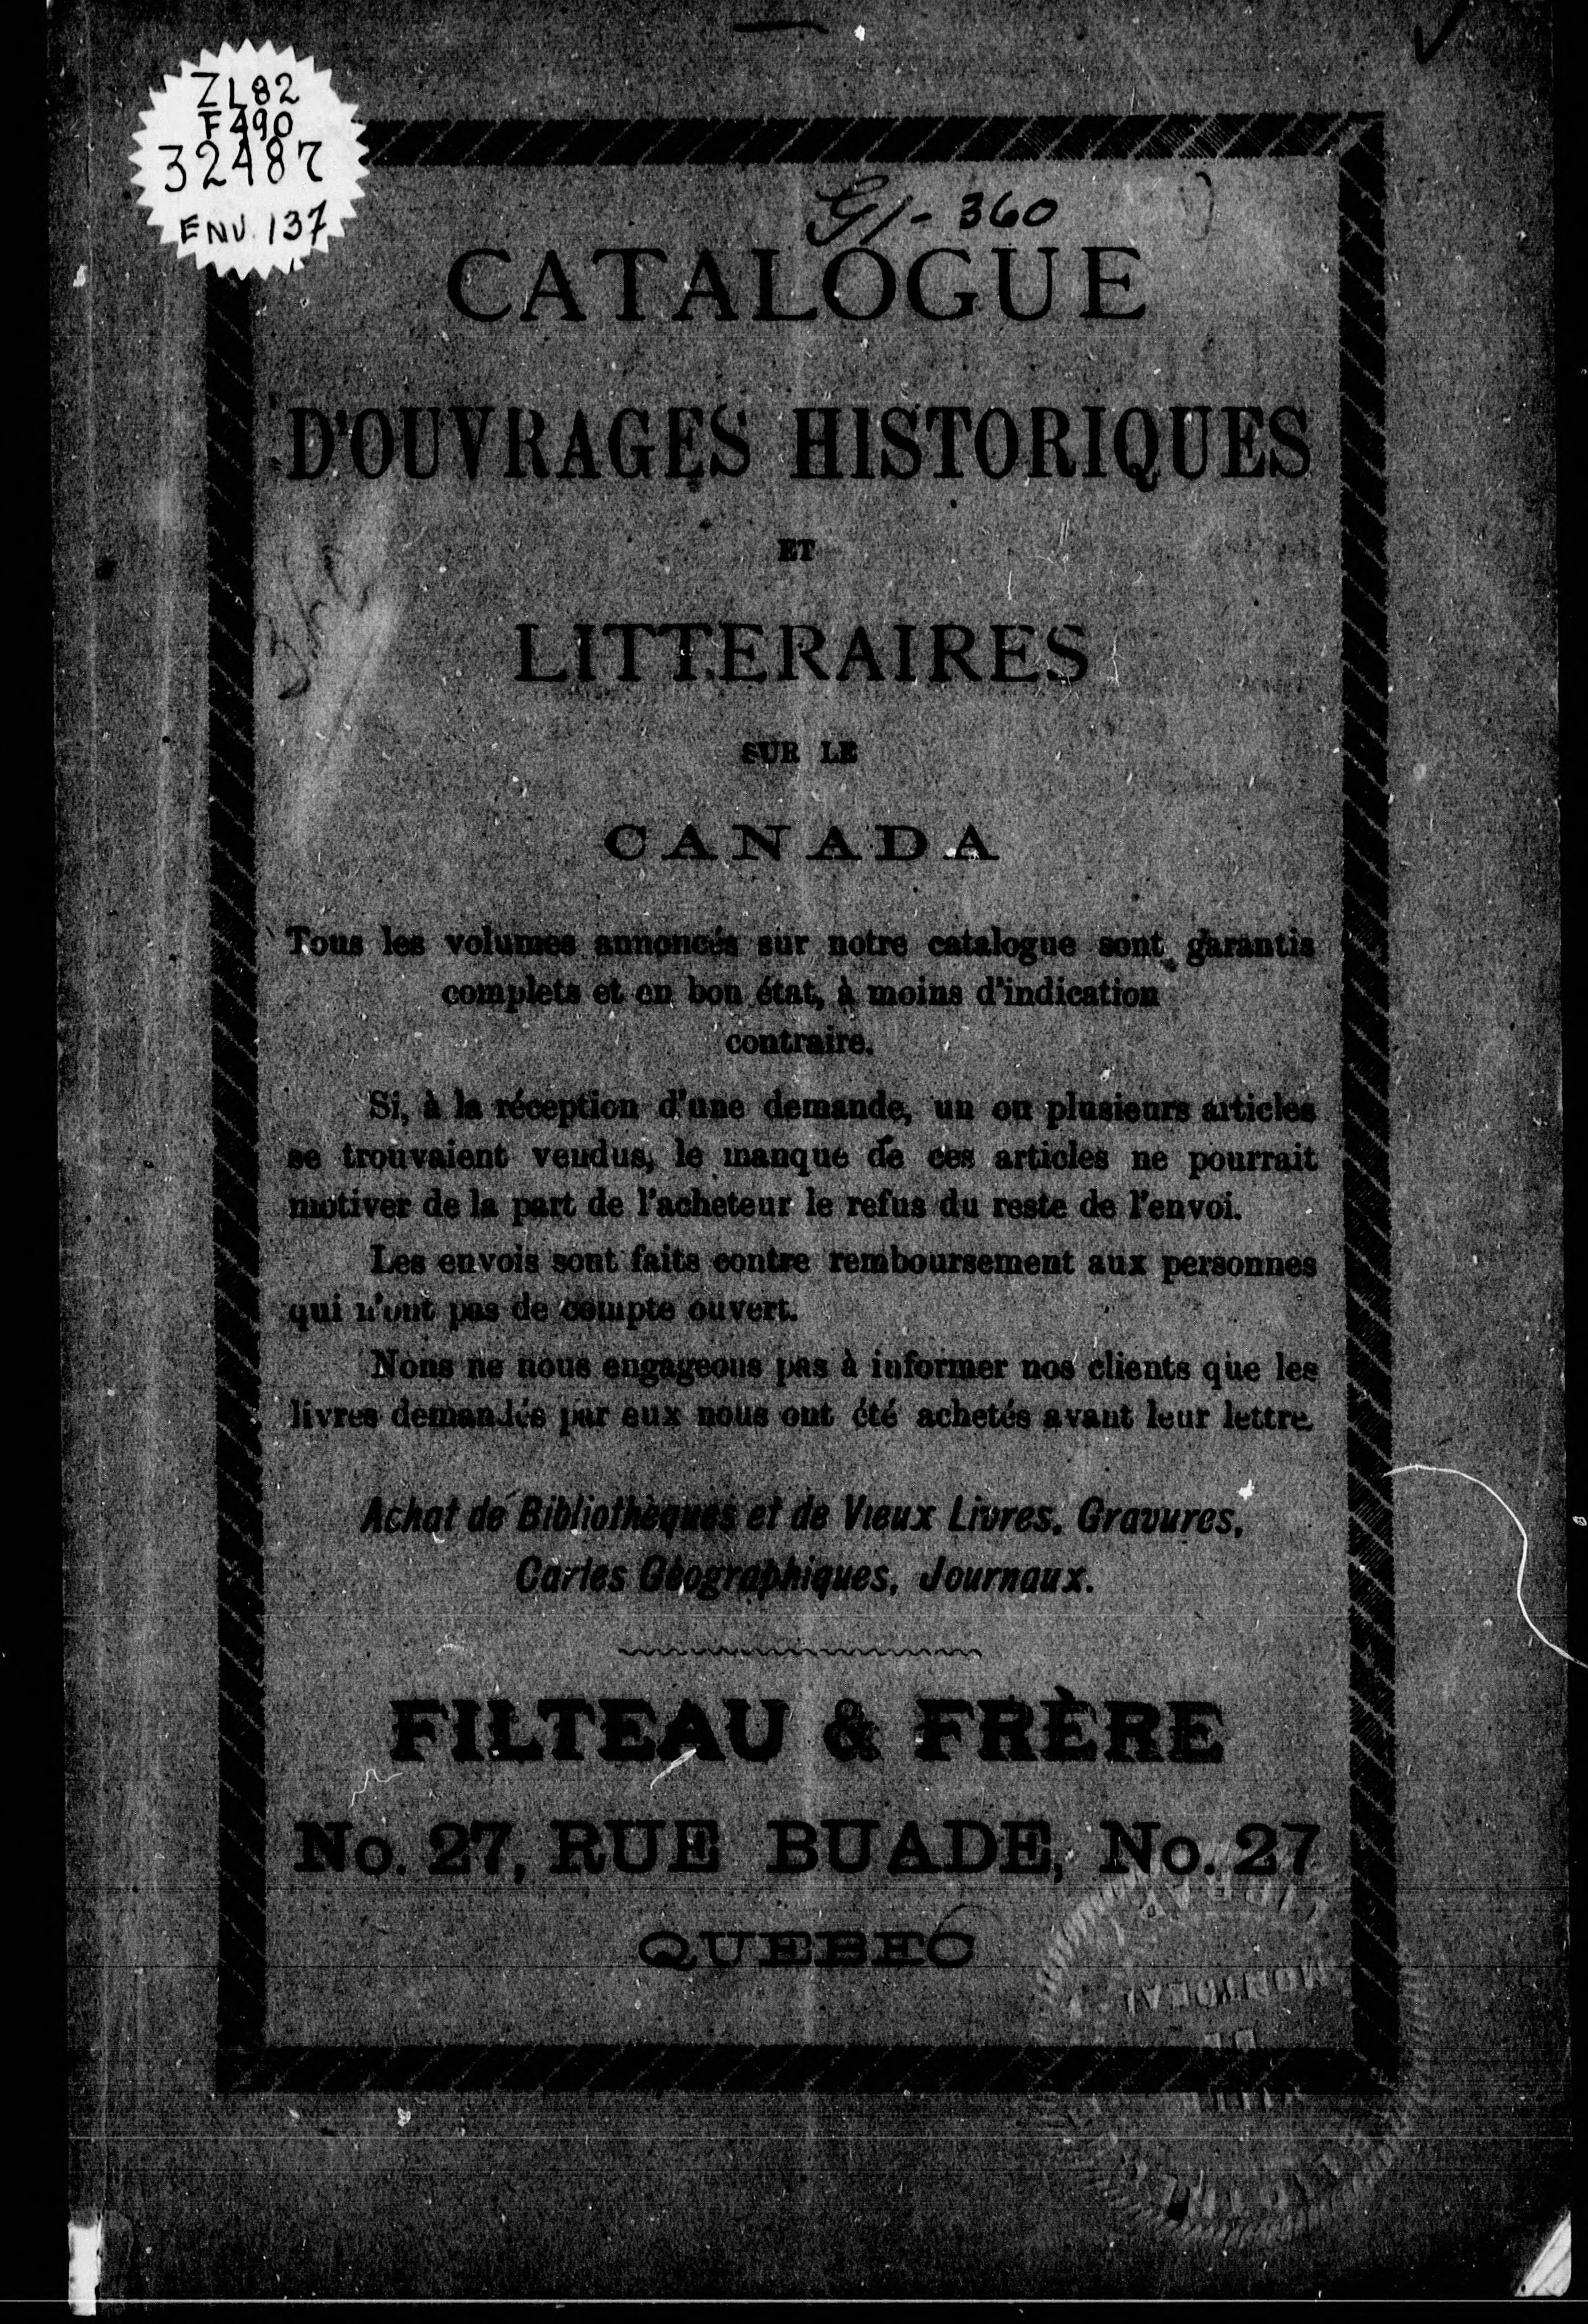 ZL82
F490
32487
ENV. 137
G/- 360
CATALOGUE
D'OUVRAGES HISTORIQUES
ET
LITTERAIRES
SUR LE
CANADA
Tous les volumes annoncés sur notre catalogue sont garantis
complets et en bon état, à moins d'indication
contraire.
Si, à la réception d'une demande, un ou plusieurs articles
se trouvaient vendus, le manque de ces articles ne pourrait
motiver de la part de l'acheteur le refus du reste de l'envoi.
Les envois sont faits contre remboursement aux personnes
qui n'ont pas de compte ouvert.
Nous ne nous engageons pas à informer nos clients que les
livres demandés par eux nous ont été achetés avant leur lettre.
Achat de Bibliothèques et de Vieux Livres, Gravures,
Cartes Géographiques, Journaux.
FILTEAU & FRÈRE
No. 27, RUE BUADE, No. 27
QUEBEC